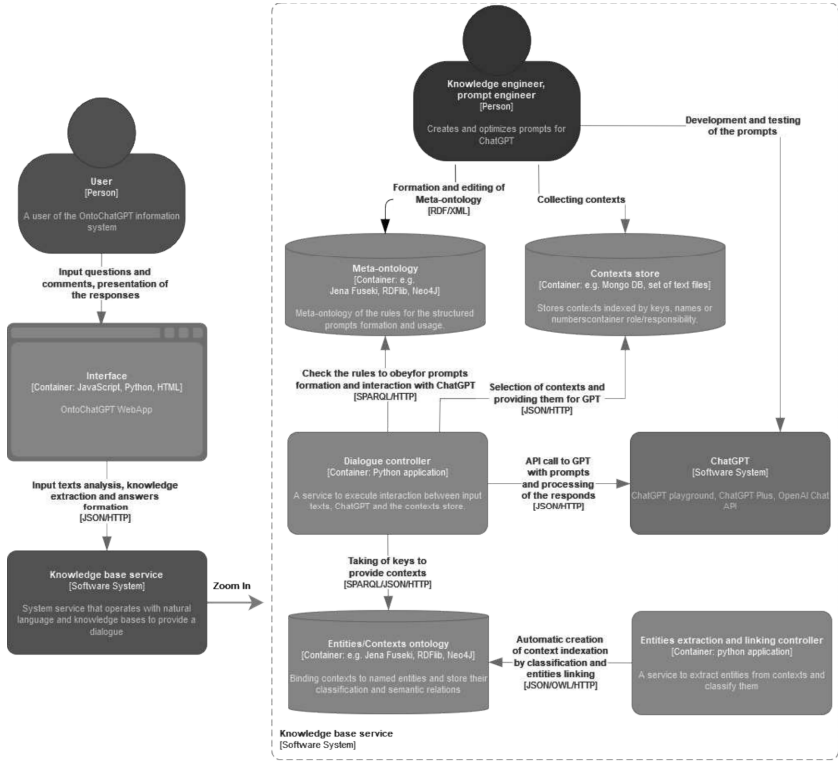 User
[Person]
A user of the OntoChatGPT information
system
Input questions and
comments, presentation of
the responses
Interface
[Container: JavaScript, Python, HTML]
OntoChatGPT WebApp
Input texts analysis, knowledge
extraction and answers
formation
[JSON/HTTP]
Knowledge base service
[Software System]
System service that operates with natural
language and knowledge bases to provide a
dialogue
Zoom In
Knowledge engineer,
prompt engineer
[Person]
Creates and optimizes prompts for
ChatGPT
Development and testing
of the prompts
Formation and editing of
Meta-ontology
[RDF/XML]
Collecting contexts
Meta-ontology
[Container: e.g.
Jena Fuseki, RDFlib, Neo4J]
Meta-ontology of the rules for the structured
prompts formation and usage.
Contexts store
[Container: e.g. Mongo DB, set of text files]
Stores contexts indexed by keys, names or
numberscontainer role/responsibility.
Check the rules to obeyfor prompts
formation and interaction with ChatGPT
[SPARQL/HTTP]
Selection of contexts and
providing them for GPT
[JSON/HTTP]
Dialogue controller
[Container: Python application]
A service to execute interaction between input
texts, ChatGPT and the contexts store.
API call to GPT
with prompts
and processing
of the responds
[JSON/HTTP]
ChatGPT
[Software System]
ChatGPT playground, ChatGPT Plus, OpenAI Chat
API
Taking of keys to
provide contexts
[SPARQL/JSON/HTTP]
Entities/Contexts ontology
[Container: e.g. Jena Fuseki, RDFlib, Neo4J]
Binding contexts to named entities and store their
classification and semantic relations
Automatic creation
of context indexation
by classification and
entities linking
[JSON/OWL/HTTP]
Entities extraction and linking controller
[Container: python application]
A service to extract entities from contexts and
classify them
Knowledge base service
[Software System]